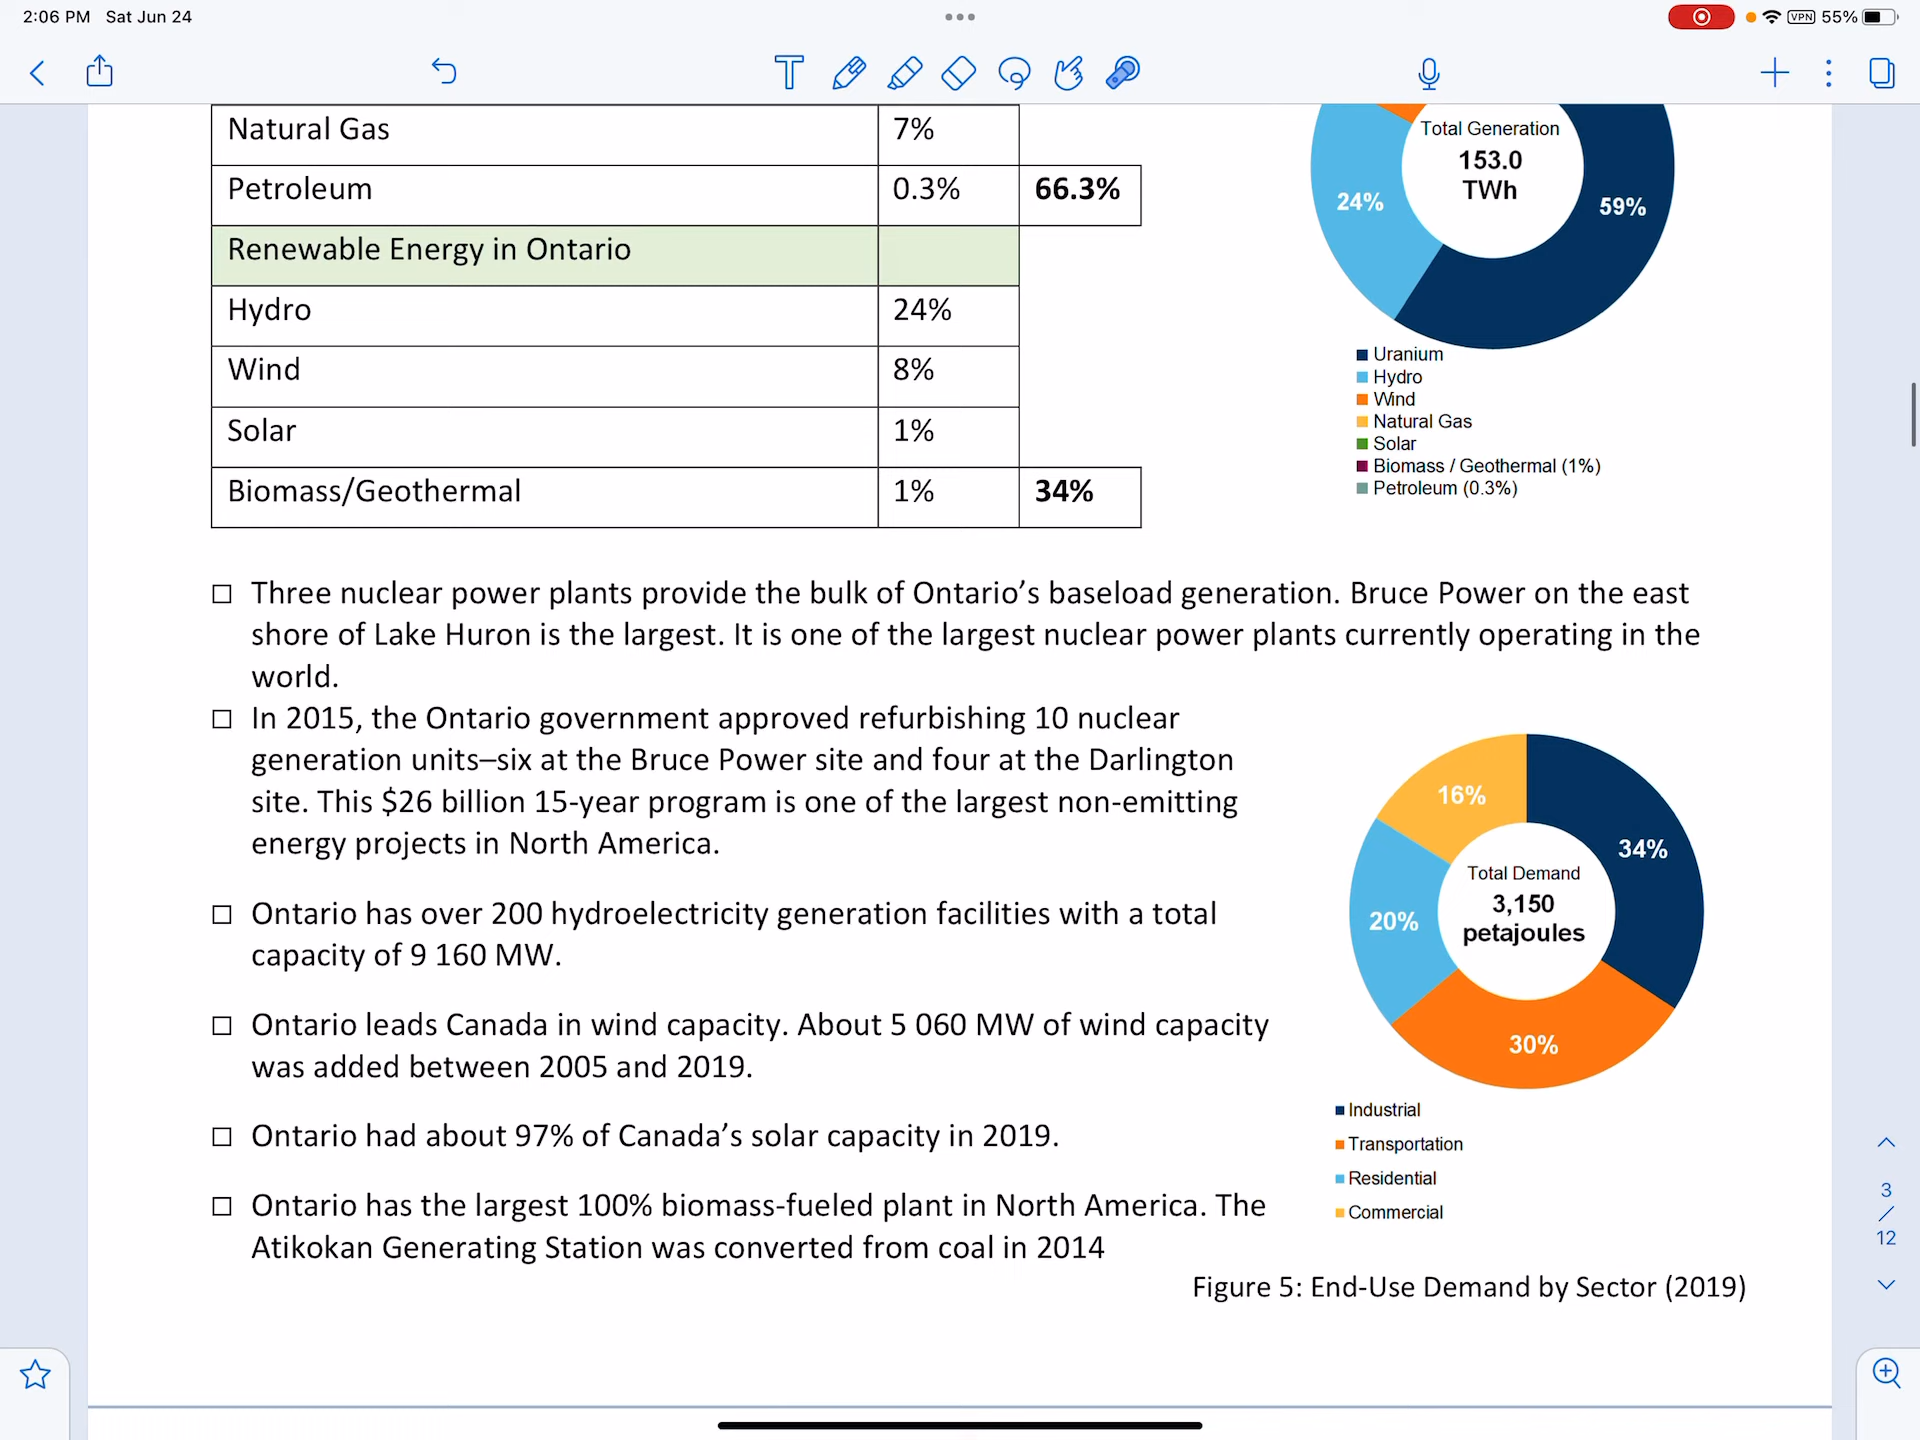 2:06 PM Sat Jun 24
VPN 55%
Natural Gas 7%
Petroleum 0.3% 66.3%
Renewable Energy in Ontario
Hydro 24%
Wind 8%
Solar 1%
Biomass/Geothermal 1% 34%
Total Generation
153.0
TWh
24%
59%
Uranium
Hydro
Wind
Natural Gas
Solar
Biomass / Geothermal (1%)
Petroleum (0.3%)
Three nuclear power plants provide the bulk of Ontario’s baseload generation. Bruce Power on the east
shore of Lake Huron is the largest. It is one of the largest nuclear power plants currently operating in the
world.
In 2015, the Ontario government approved refurbishing 10 nuclear
generation units–six at the Bruce Power site and four at the Darlington
site. This $26 billion 15-year program is one of the largest non-emitting
energy projects in North America.
Ontario has over 200 hydroelectricity generation facilities with a total
capacity of 9 160 MW.
Ontario leads Canada in wind capacity. About 5 060 MW of wind capacity
was added between 2005 and 2019.
Ontario had about 97% of Canada’s solar capacity in 2019.
Ontario has the largest 100% biomass-fueled plant in North America. The
Atikokan Generating Station was converted from coal in 2014
16%
34%
Total Demand
3,150
petajoules
20%
30%
Industrial
Transportation
Residential
Commercial
Figure 5: End-Use Demand by Sector (2019)
3
/
12